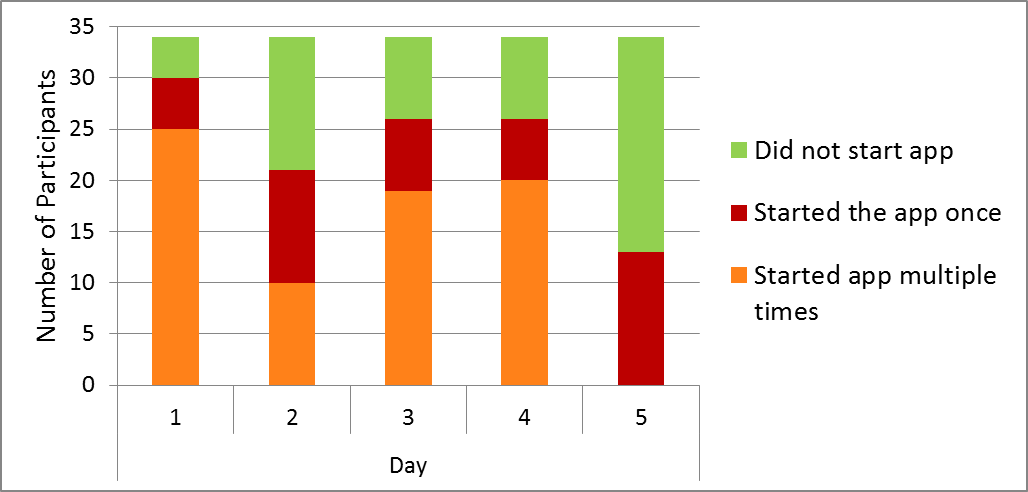 35
30
25
20
15
10
5
0
Number of Participants
1 2 3 4 5
Day
Did not start app
Started the app once
Started app multiple
times